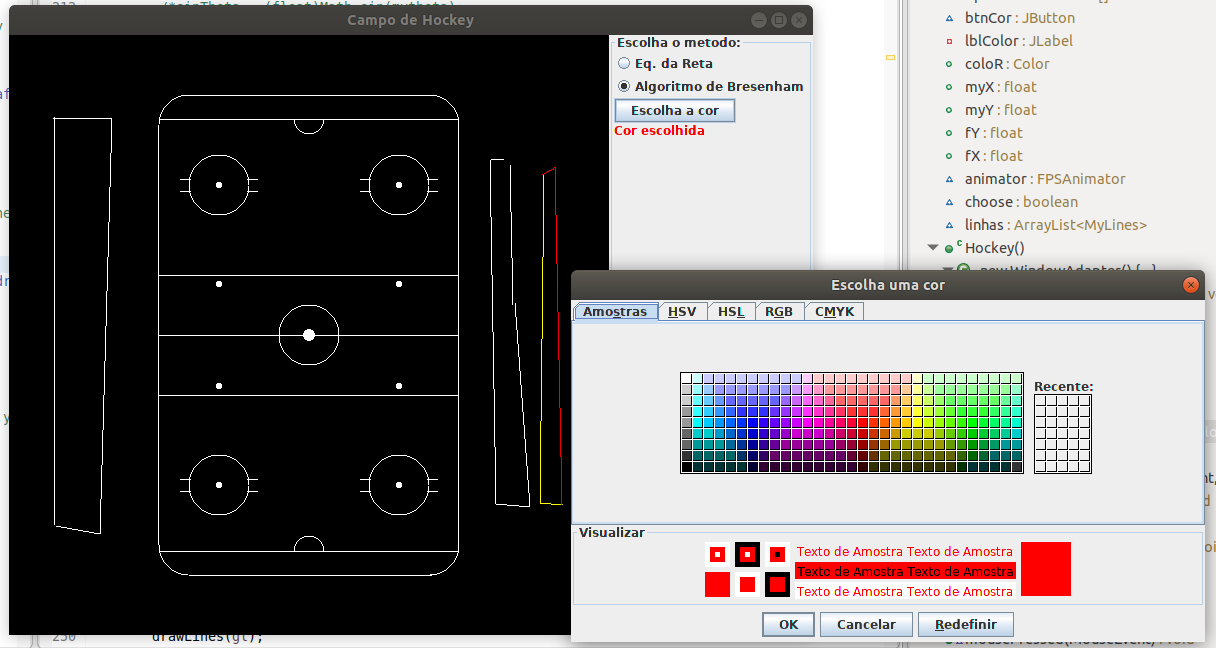 Campo de Hockey
Escolha o metodo:
Eq. da Reta
Algoritmo de Bresenham
Escolha a cor
Cor escolhida
btnCor : JButton
lblColor : JLabel
coloR : Color
myX : float
myY : float
fY : float
fX : float
animator : FPSAnimator
choose : boolean
linhas : ArrayList<MyLines>
Hockey()
Escolha uma cor
Amostras HSV HSL RGB CMYK
Recente:
Visualizar
Texto de Amostra Texto de Amostra
Texto de Amostra Texto de Amostra
Texto de Amostra Texto de Amostra
OK Cancelar Redefinir
250 drawLines(gl);